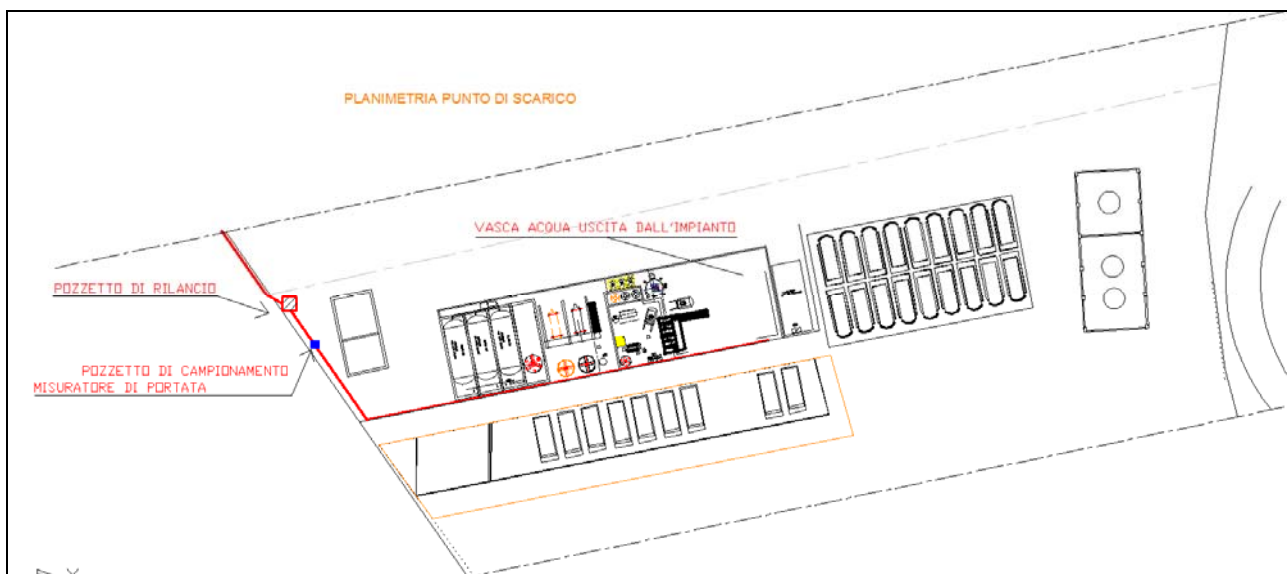 PLANIMETRIA PUNTO DI SCARICO
VASCA ACQUA USCITA DALL'IMPIANTO
POZZETTO DI RILANCIO
POZZETTO DI CAMPIONAMENTO
MISURATORE DI PORTATA